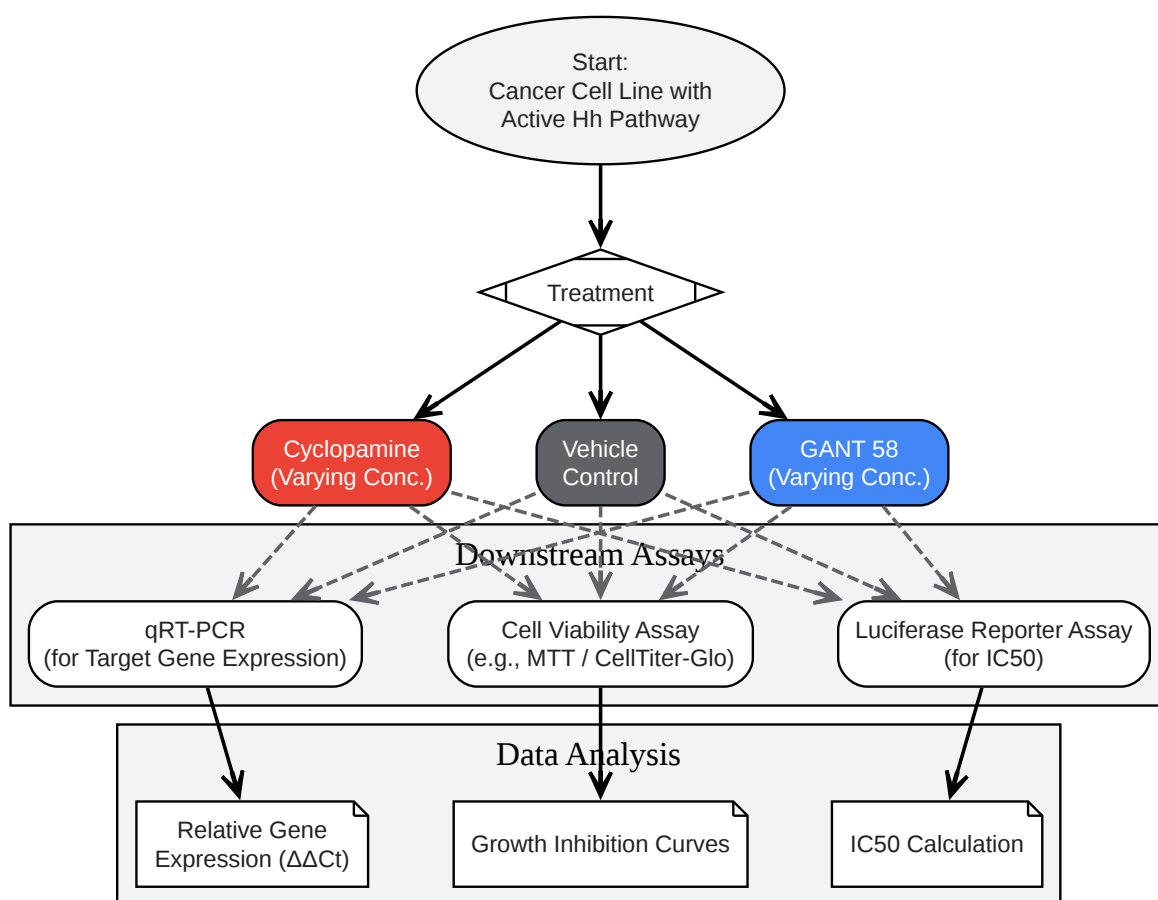 Start:
Cancer Cell Line with
Active Hh Pathway
Treatment
Cyclopamine
(Varying Conc.)
Vehicle
Control
GANT 58
(Varying Conc.)
Downstream Assays
qRT-PCR
(for Target Gene Expression)
Cell Viability Assay
(e.g., MTT / CellTiter-Glo)
Luciferase Reporter Assay
(for IC50)
Data Analysis
Relative Gene
Expression (ΔΔCt)
Growth Inhibition Curves
IC50 Calculation